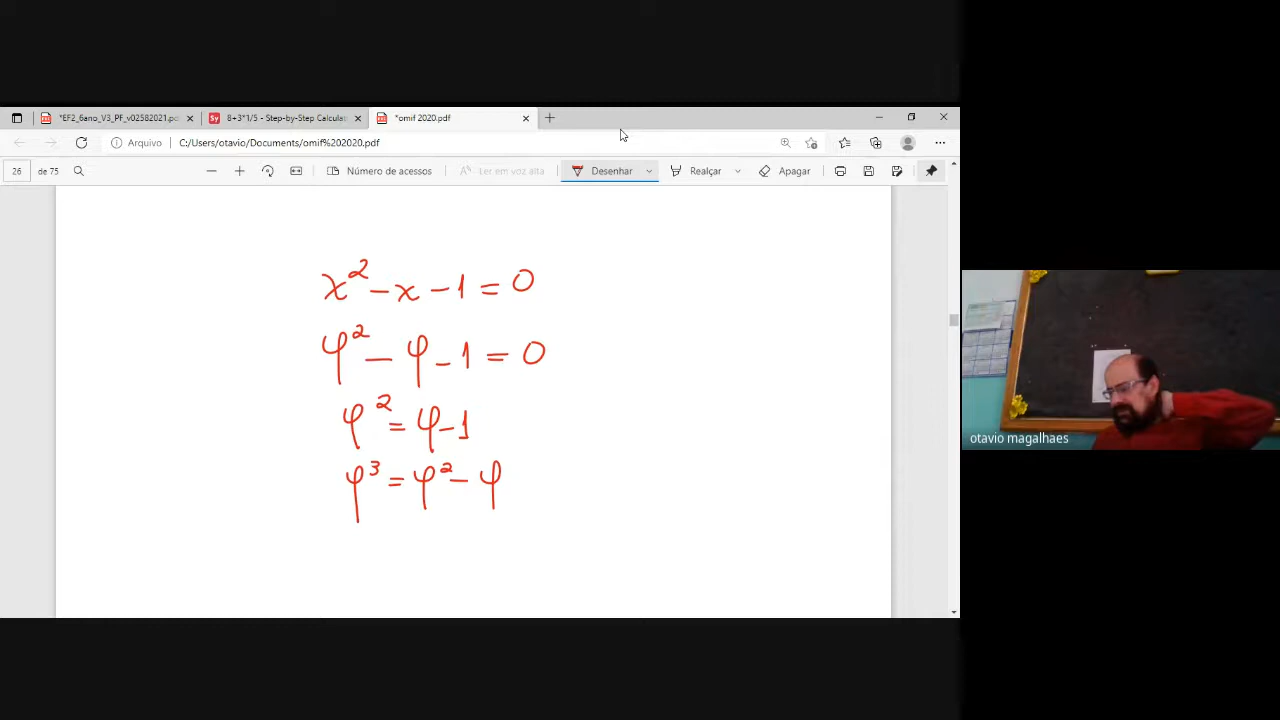 *EF2_6ano_V3_PF_v02582021.po
8+3*1/5 - Step-by-Step Calculat
*omif 2020.pdf
Arquivo
C:/Users/otavio/Documents/omif%202020.pdf
26 de 75
Número de acessos
Ler em voz alta
Desenhar
Realçar
Apagar
x² - x - 1 = 0
φ² - φ - 1 = 0
φ² = φ - 1
φ³ = φ² - φ
otavio magalhaes